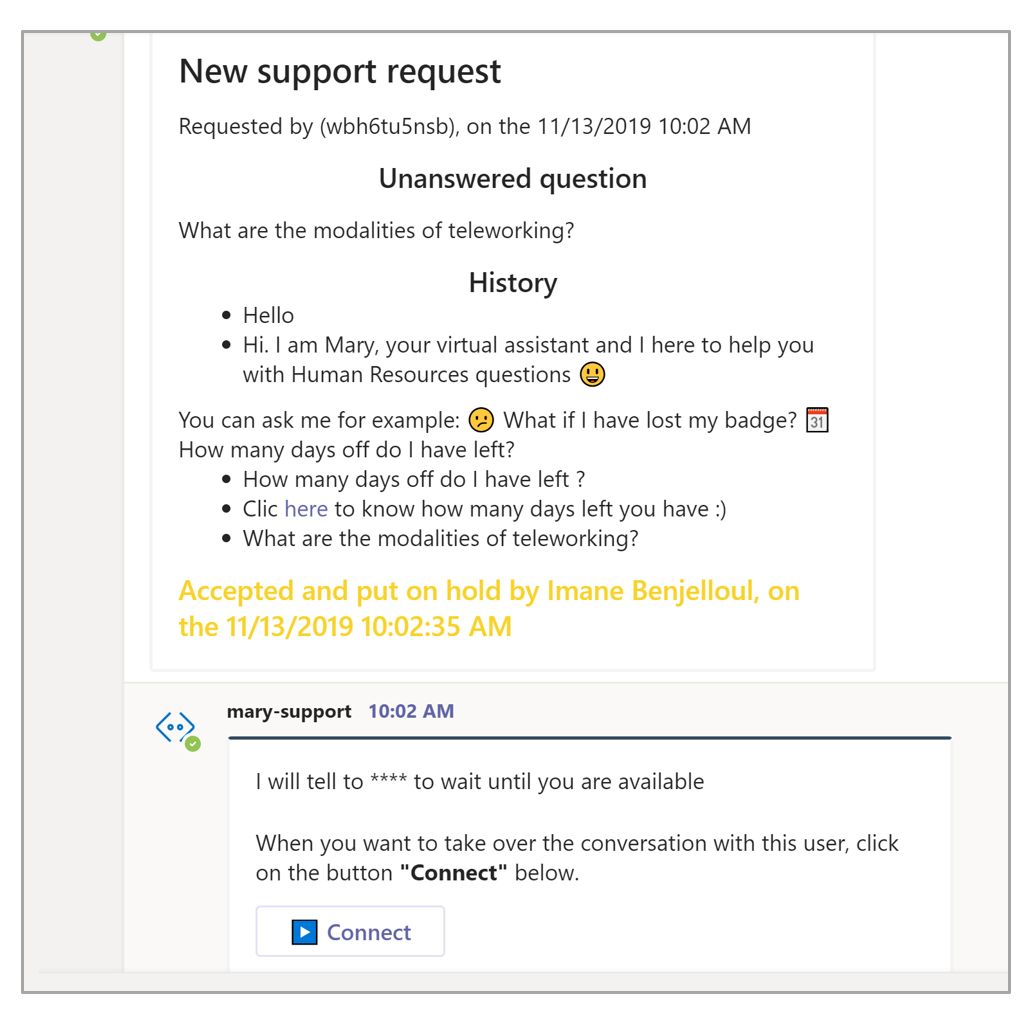 New support request
Requested by (wbh6tu5nsb), on the 11/13/2019 10:02 AM
Unanswered question
What are the modalities of teleworking?
History
• Hello
• Hi. I am Mary, your virtual assistant and I here to help you
with Human Resources questions 😃
You can ask me for example: 😕 What if I have lost my badge? 📅
How many days off do I have left?
• How many days off do I have left ?
• Clic here to know how many days left you have :)
• What are the modalities of teleworking?
Accepted and put on hold by Imane Benjelloul, on
the 11/13/2019 10:02:35 AM
mary-support 10:02 AM
I will tell to **** to wait until you are available
When you want to take over the conversation with this user, click
on the button "Connect" below.
▶️ Connect